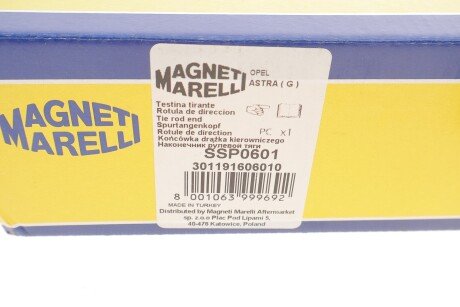 MAGNETI
MARELLI
MAGNETI
MARELLI
OPEL
ASTRA ( G )
Testina tirante
Rotula de direccion
Tie rod end
Spurtangenkopf
Rotule de direction
PC x1
Końcówka drążka kierowniczego
Наконечник рулевой тяги
SSP0601
301191606010
8 001063 999692
MADE IN TURKEY
Distributed by Magneti Marelli Aftermarket
sp. z.o.o Plac Pod Lipami 5,
40-476 Katowice, Poland